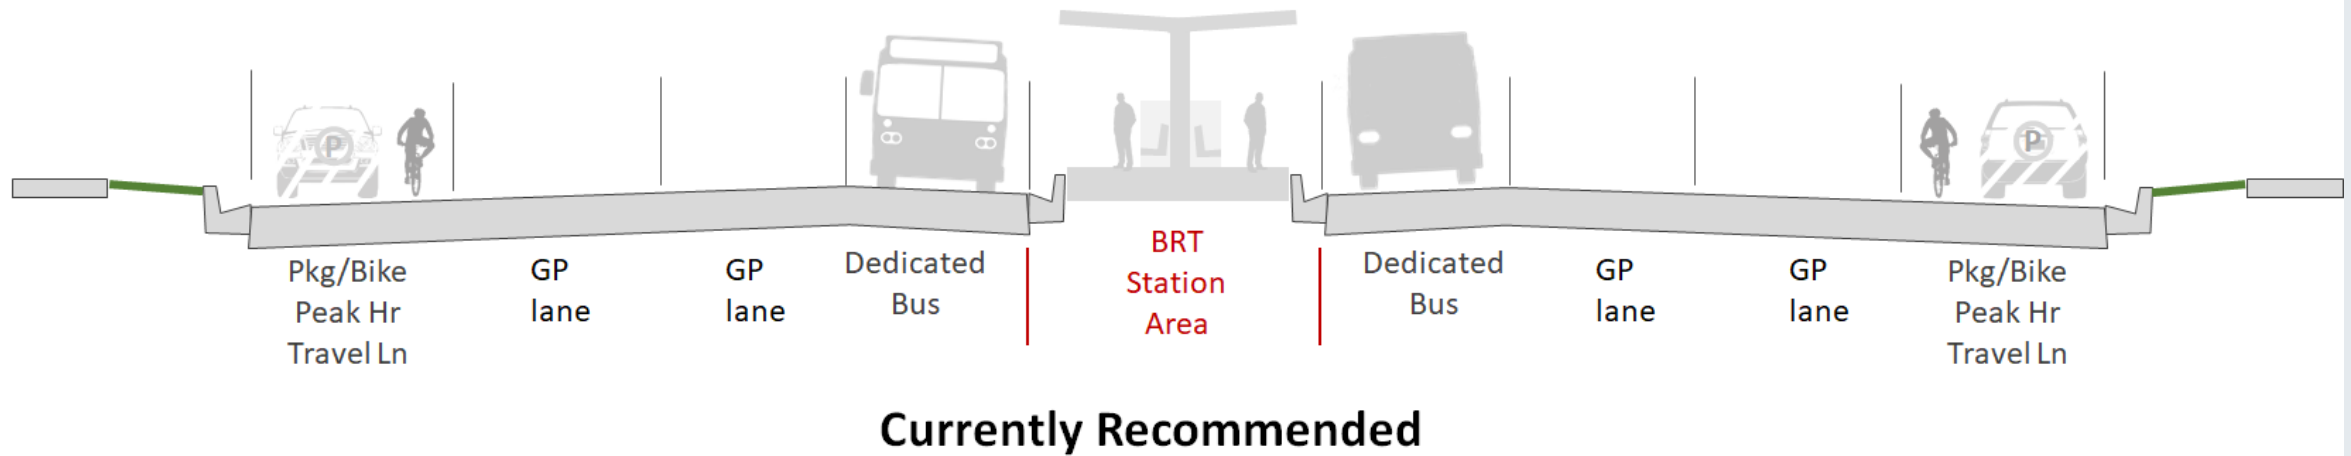 P
P
Pkg/Bike
Peak Hr
Travel Ln
GP
lane
GP
lane
Dedicated
Bus
BRT
Station
Area
Dedicated
Bus
GP
lane
GP
lane
Pkg/Bike
Peak Hr
Travel Ln
Currently Recommended